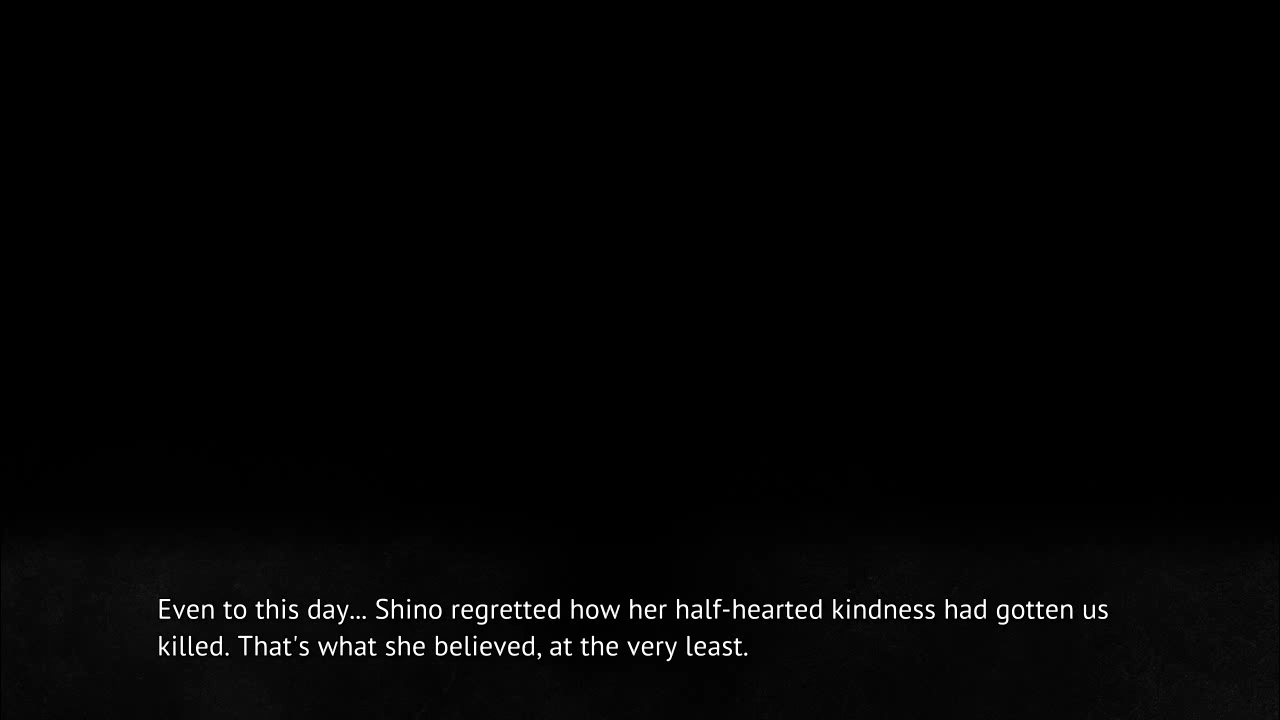 Even to this day... Shino regretted how her half-hearted kindness had gotten us
killed. That's what she believed, at the very least.